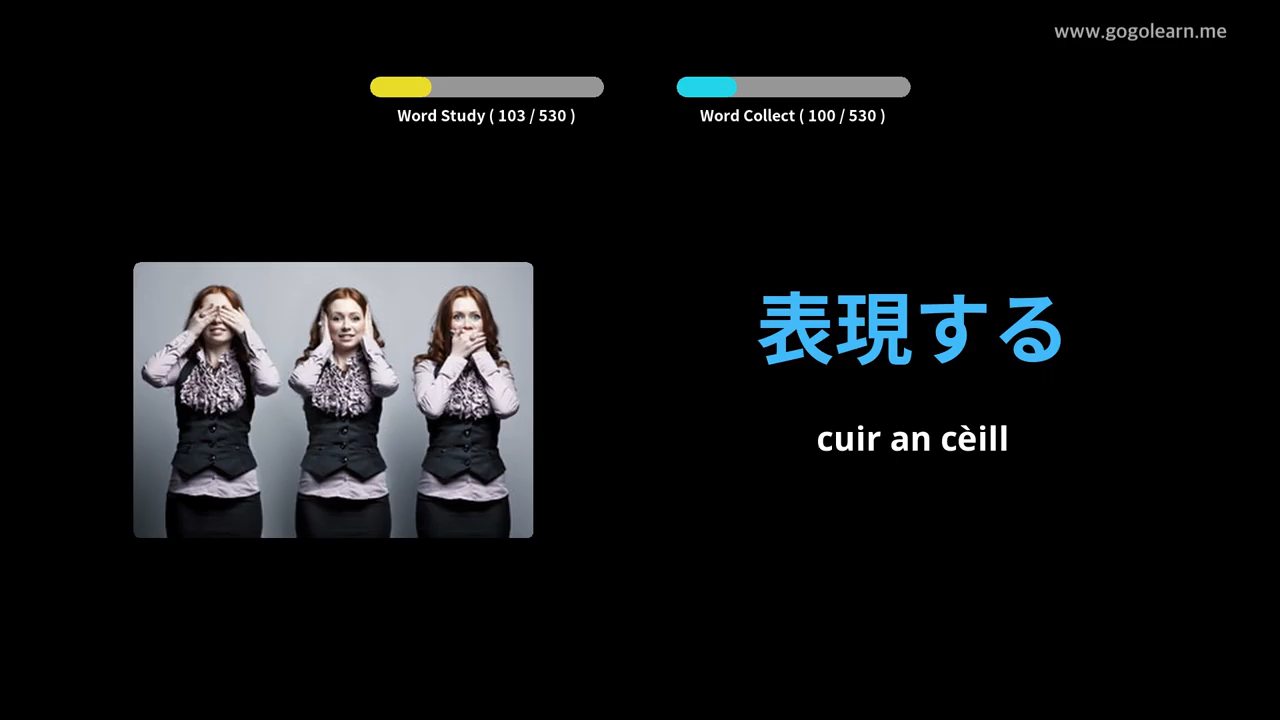 www.gogolearn.me
Word Study ( 103 / 530 )
Word Collect ( 100 / 530 )
表現する
cuir an cèill